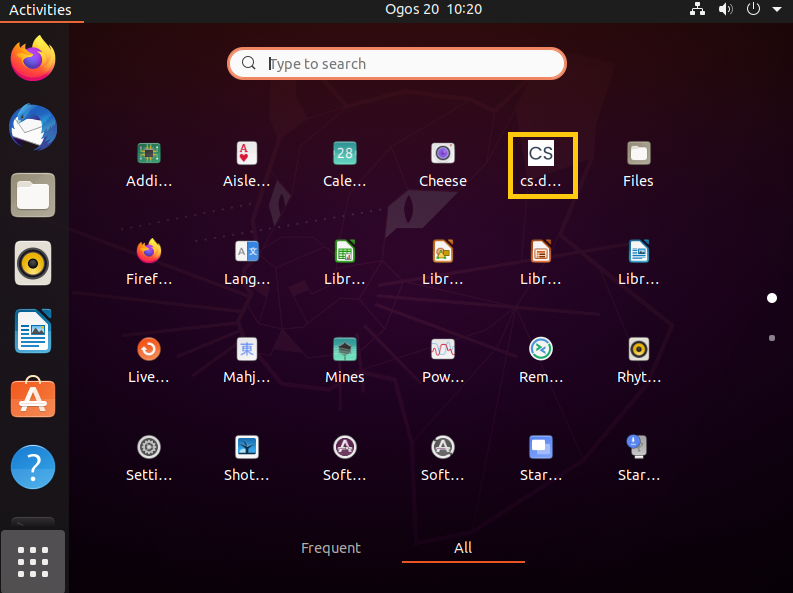 Activities
Ogos 20 10:20
Type to search
A
28
CS
Addi...
Aisle...
Cale...
Cheese
cs.d...
Files
A 文
Firef...
Lang...
Libr...
Libr...
Libr...
Libr...
東
Live...
Mahj...
Mines
Pow...
Rem...
Rhyt...
Setti...
Shot...
Soft...
Soft...
Star...
Star...
?
Frequent
All